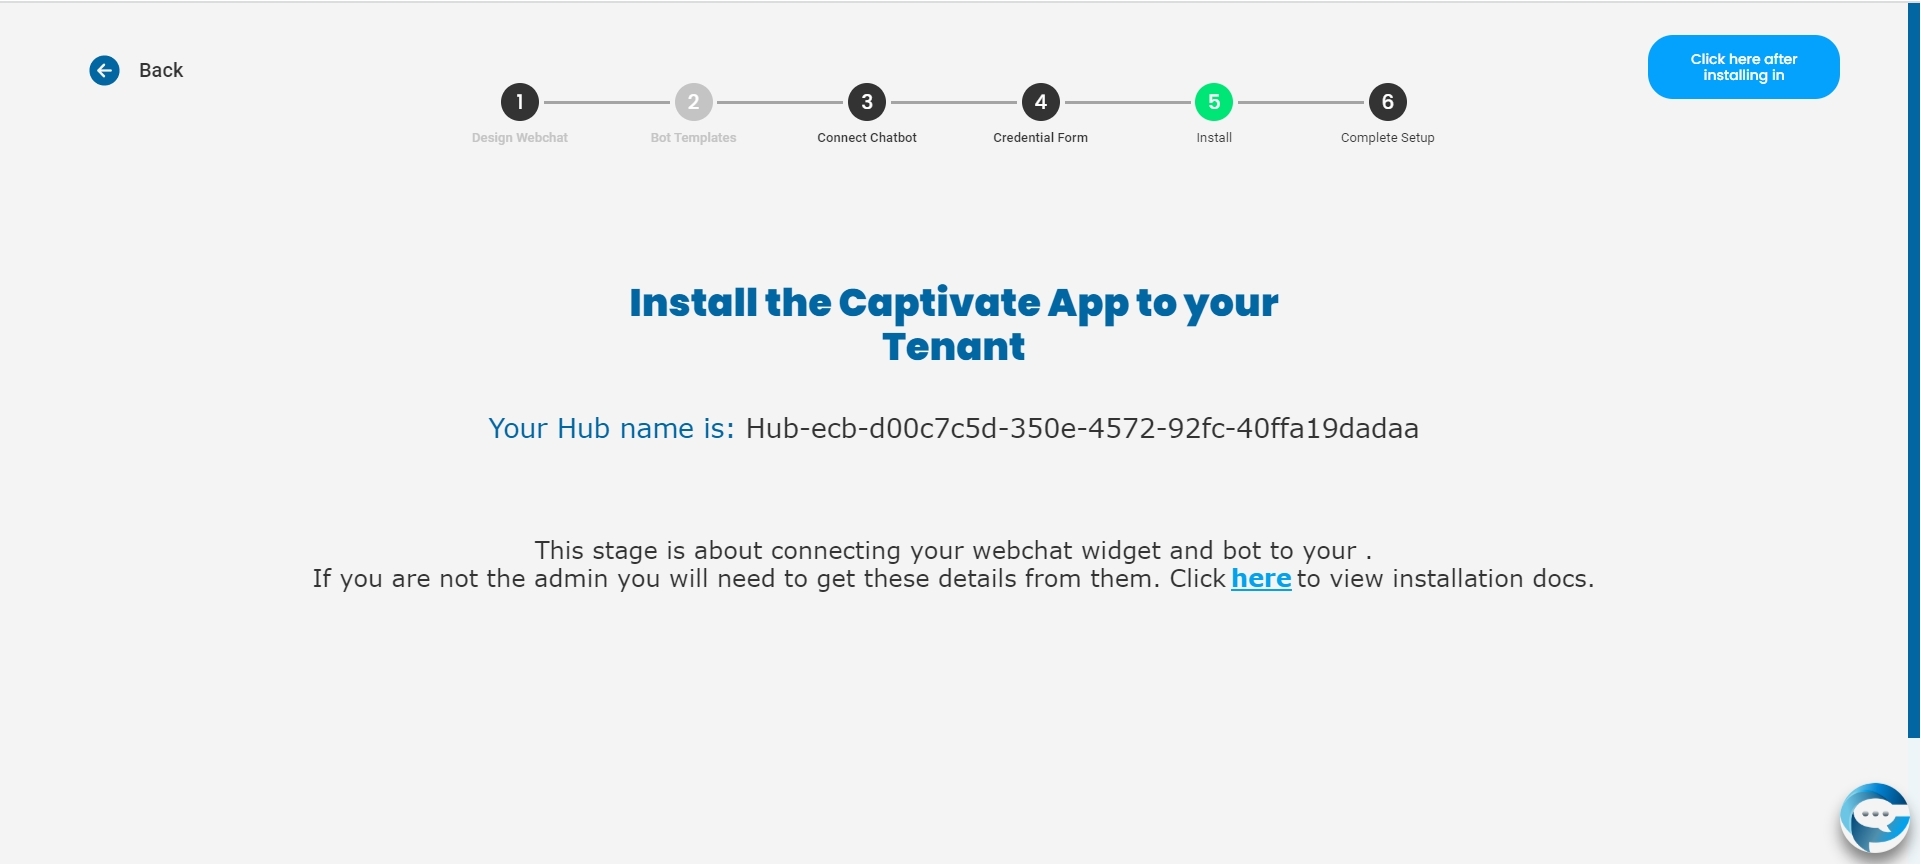 Back
Click here after
installing in
1
2
3
4
5
6
Design Webchat
Bot Templates
Connect Chatbot
Credential Form
Install
Complete Setup
Install the Captivate App to your
Tenant
Your Hub name is: Hub-ecb-d00c7c5d-350e-4572-92fc-40ffa19dadaa
This stage is about connecting your webchat widget and bot to your .
If you are not the admin you will need to get these details from them. Click here to view installation docs.